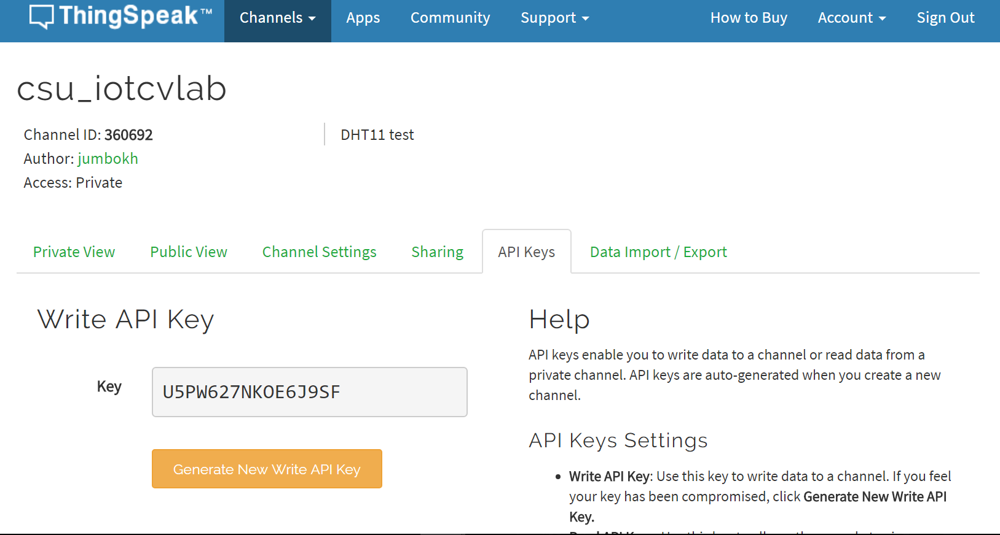 ThingSpeak™ Channels Apps Community Support How to Buy Account Sign Out
csu_iotcvlab
Channel ID: 360692
DHT11 test
Author: jumbokh
Access: Private
Private View Public View Channel Settings Sharing API Keys Data Import / Export
Write API Key
Key
U5PW627NKOE6J9SF
Generate New Write API Key
Help
API keys enable you to write data to a channel or read data from a
private channel. API keys are auto-generated when you create a new
channel.
API Keys Settings
• Write API Key: Use this key to write data to a channel. If you feel
your key has been compromised, click Generate New Write API
Key.